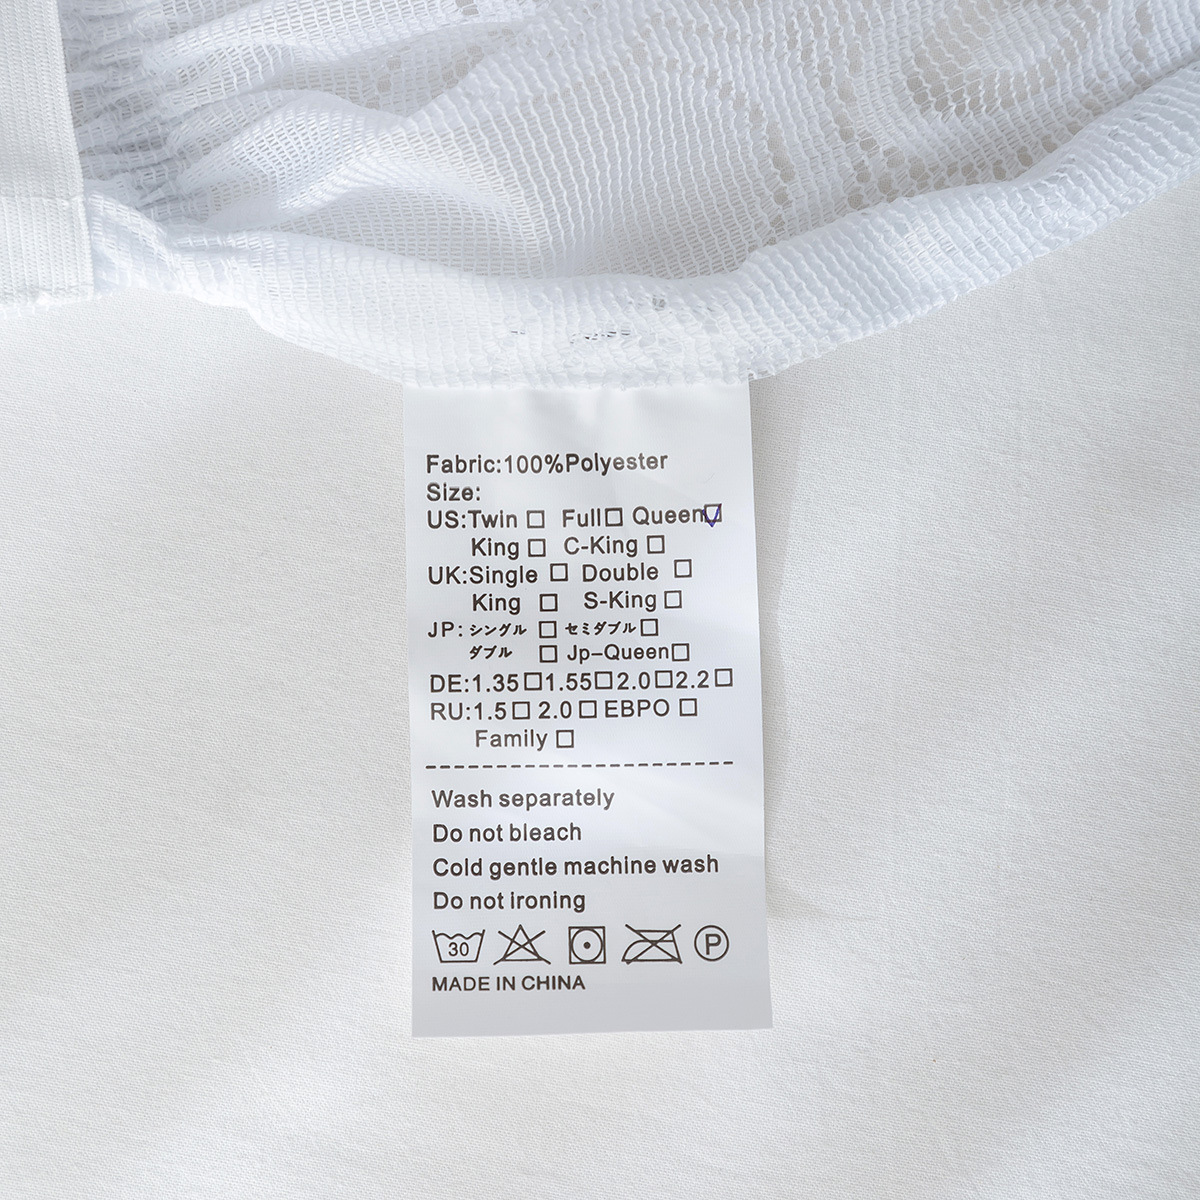 Fabric:100%Polyester
Size:
US:Twin □ Full□ Queen☑
King □ C-King □
UK:Single □ Double □
King □ S-King □
JP: シングル □ セミダブル □
ダブル □ Jp-Queen□
DE:1.35□1.55□2.0□2.2□
RU:1.5□ 2.0□ EBPO □
Family □
Wash separately
Do not bleach
Cold gentle machine wash
Do not ironing
30 P
MADE IN CHINA